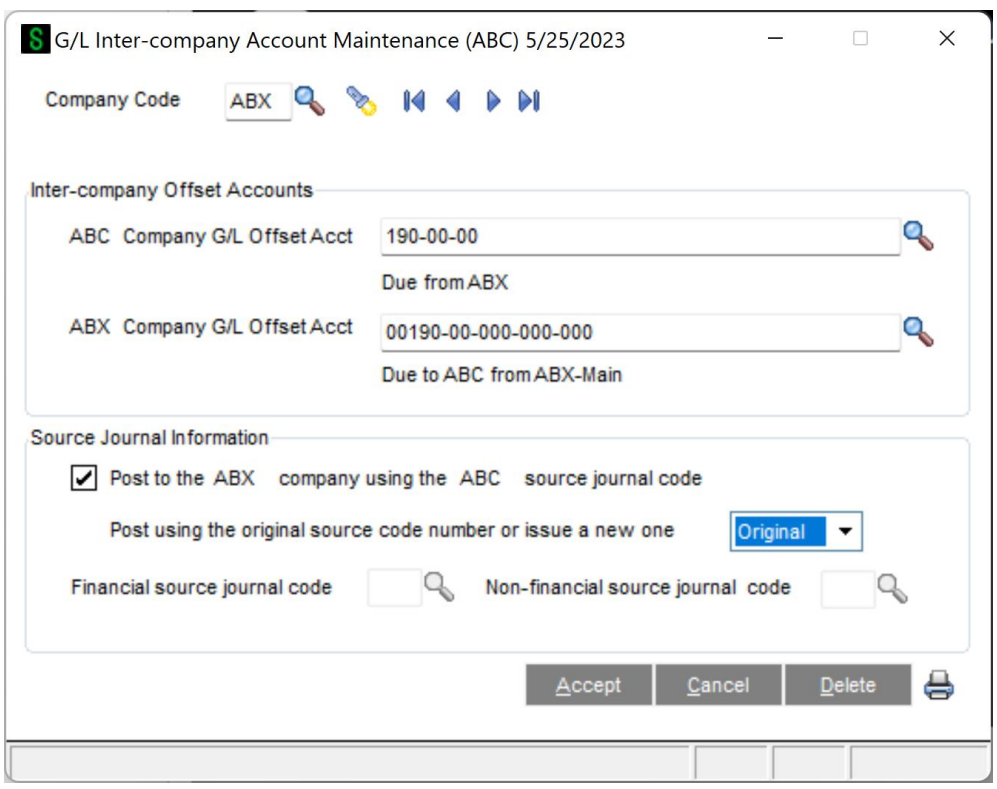 S G/L Inter-company Account Maintenance (ABC) 5/25/2023
Company Code ABX
Inter-company Offset Accounts
ABC Company G/L Offset Acct 190-00-00
Due from ABX
ABX Company G/L Offset Acct 00190-00-000-000-000
Due to ABC from ABX-Main
Source Journal Information
Post to the ABX company using the ABC source journal code
Post using the original source code number or issue a new one Original
Financial source journal code Non-financial source journal code
Accept Cancel Delete